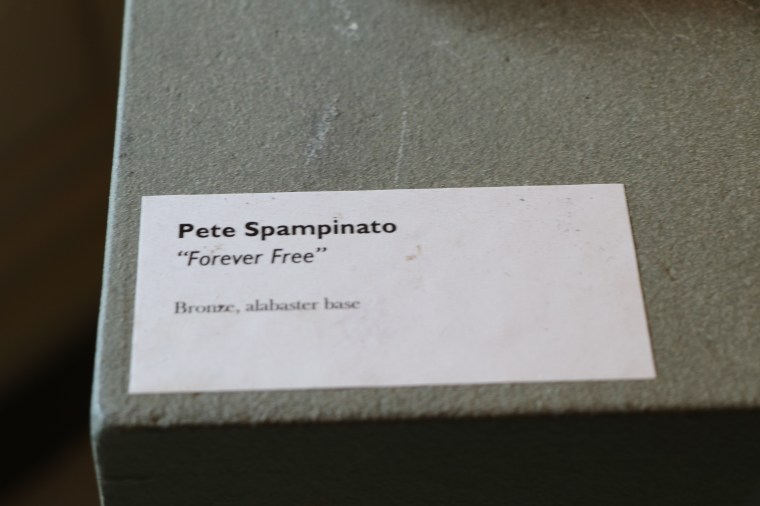 Pete Spampinato
“Forever Free”
Bronze, alabaster base